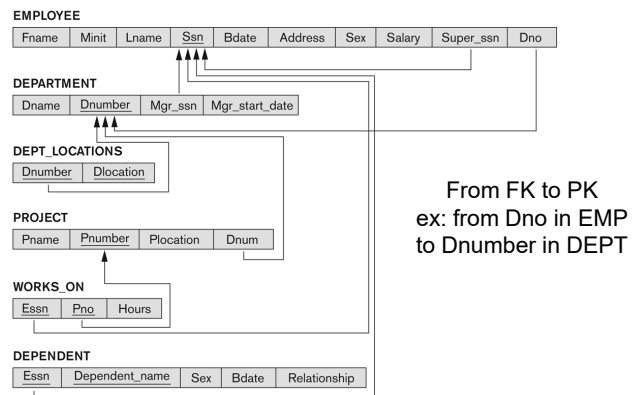 EMPLOYEE
Fname Minit Lname Ssn Bdate Address Sex Salary Super_ssn Dno
DEPARTMENT
Dname Dnumber Mgr_ssn Mgr_start_date
DEPT_LOCATIONS
Dnumber Dlocation
From FK to PK
ex: from Dno in EMP
to Dnumber in DEPT
PROJECT
Pname Pnumber Plocation Dnum
WORKS_ON
Essn Pno Hours
DEPENDENT
Essn Dependent_name Sex Bdate Relationship